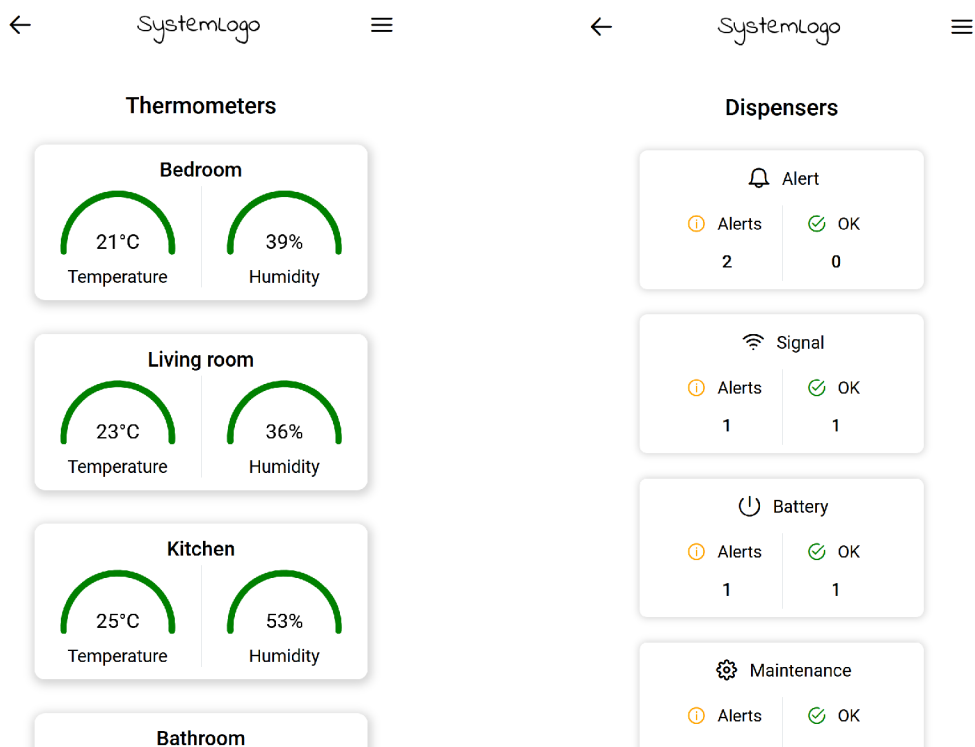 SystemLogo
Thermometers
Bedroom
21°C 39%
Temperature Humidity
Living room
23°C 36%
Temperature Humidity
Kitchen
25°C 53%
Temperature Humidity
Bathroom
SystemLogo
Dispensers
Alert
Alerts OK
2 0
Signal
Alerts OK
1 1
Battery
Alerts OK
1 1
Maintenance
Alerts OK